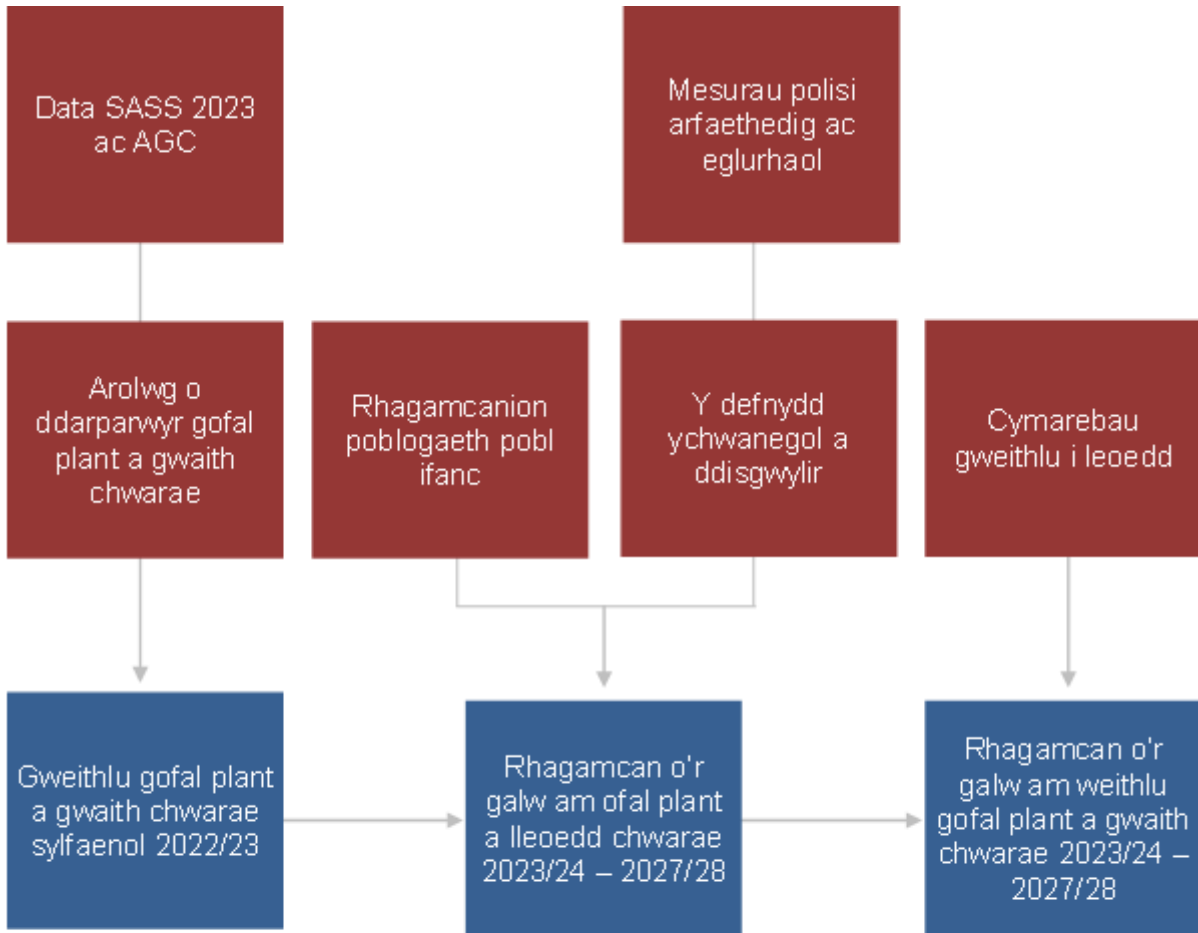 Data SASS 2023
ac AGC
Mesurau polisi
arfaethedig ac
eglurhaol
Arolwg o
ddarparwyr gofal
plant a gwaith
chwarae
Rhagamcanion
poblogaeth pobl
ifanc
Y defnydd
ychwanegol a
ddisgwylir
Cymarebau
gweithlu i leoedd
Gweithlu gofal plant
a gwaith chwarae
sylfaenol 2022/23
Rhagamcan o'r
galw am ofal plant
a lleoedd chwarae
2023/24 – 2027/28
Rhagamcan o'r
galw am weithlu
gofal plant a gwaith
chwarae 2023/24 –
2027/28